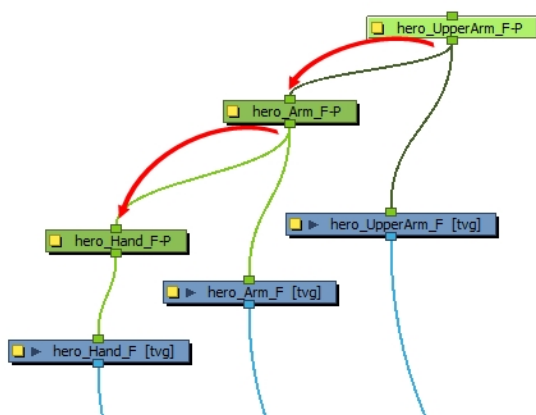 hero_UpperArm_F-P
hero_Arm_F-P
hero_UpperArm_F [tvg]
hero_Hand_F-P
hero_Arm_F [tvg]
hero_Hand_F [tvg]